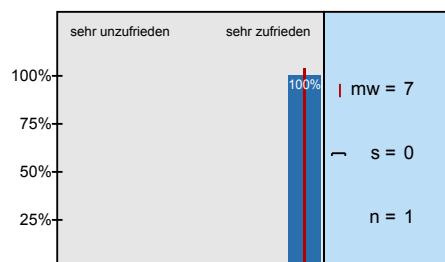 sehr unzufrieden sehr zufrieden
100%
100%
mw = 7
75%
50%
s = 0
25%
n = 1